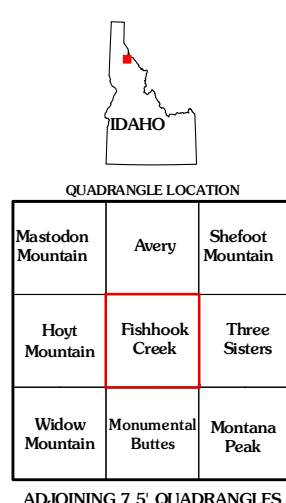 IDAHO
QUADRANGLE LOCATION
Mastodon
Mountain
Avery
Shefoot
Mountain
Hoyt
Mountain
Fishhook
Creek
Three
Sisters
Widow
Mountain
Monumental
Buttes
Montana
Peak
ADJOINING 7.5' QUADRANGLES